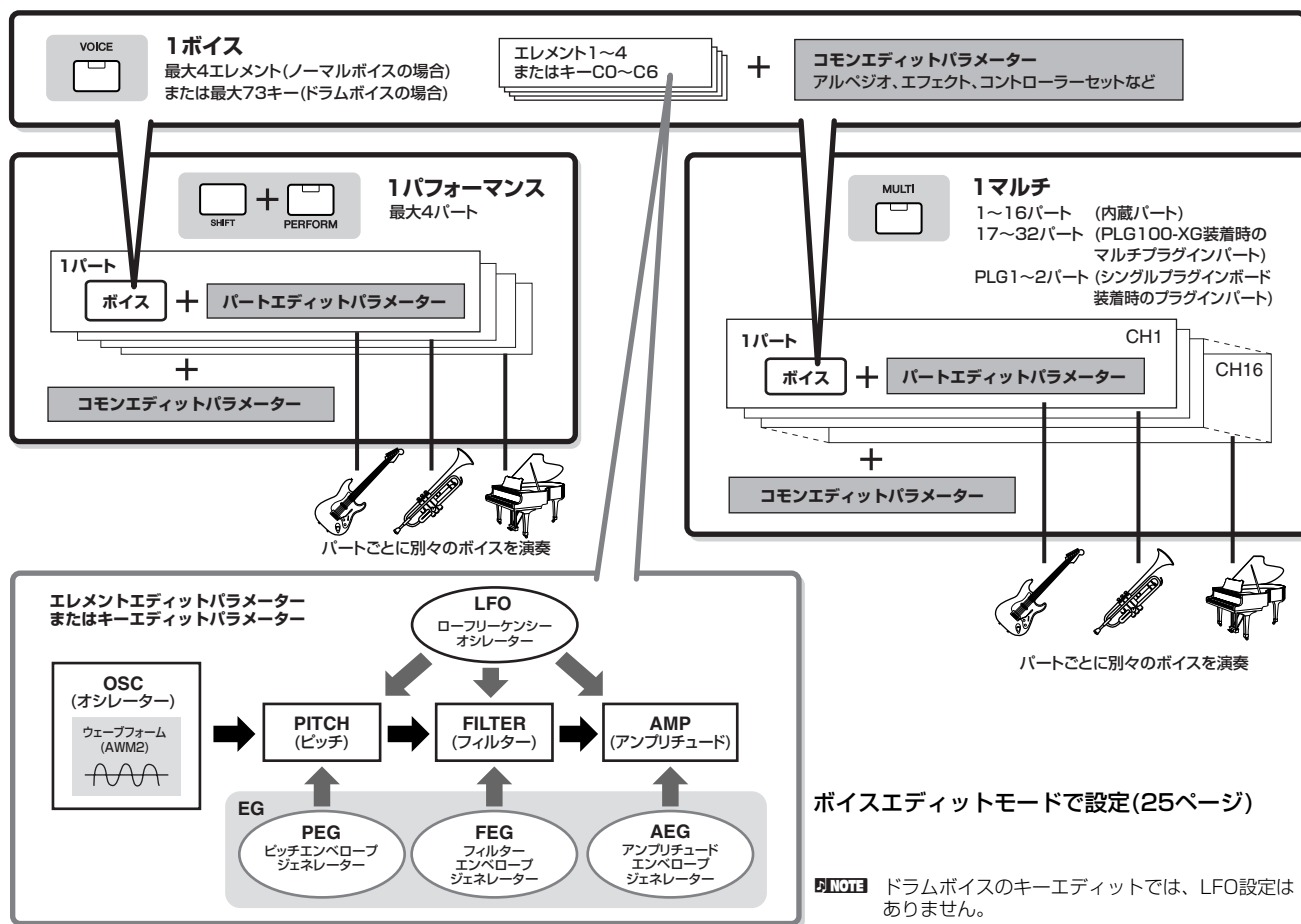 VOICE
1ボイス
最大4エレメント(ノーマルボイスの場合)
または最大73キー(ドラムボイスの場合)
エレメント1～4
またはキーC0～C6
+
コモンエディットパラメーター
アルペジオ、エフェクト、コントローラーセットなど
SHIFT
+
PERFORM
1パフォーマンス
最大4パート
1パート
ボイス
+
パートエディットパラメーター
+
コモンエディットパラメーター
パートごとに別々のボイスを演奏
MULTI
1マルチ
1～16パート (内蔵パート)
17～32パート (PLG100-XG装着時の
マルチプラグインパート)
PLG1～2パート (シングルプラグインボード
装着時のプラグインパート)
1パート
CH1
CH16
ボイス
+
パートエディットパラメーター
+
コモンエディットパラメーター
パートごとに別々のボイスを演奏
エレメントエディットパラメーター
またはキーエディットパラメーター
LFO
ローフリーケンシー
オシレーター
OSC
(オシレーター)
ウェーブフォーム
(AWM2)
PITCH
(ピッチ)
FILTER
(フィルター)
AMP
(アンプリチュード)
EG
PEG
ピッチエンベロープ
ジェネレーター
FEG
フィルター
エンベロープ
ジェネレーター
AEG
アンプリチュード
エンベロープ
ジェネレーター
ボイスエディットモードで設定(25ページ)
NOTE ドラムボイスのキーエディットでは、LFO設定は
ありません。